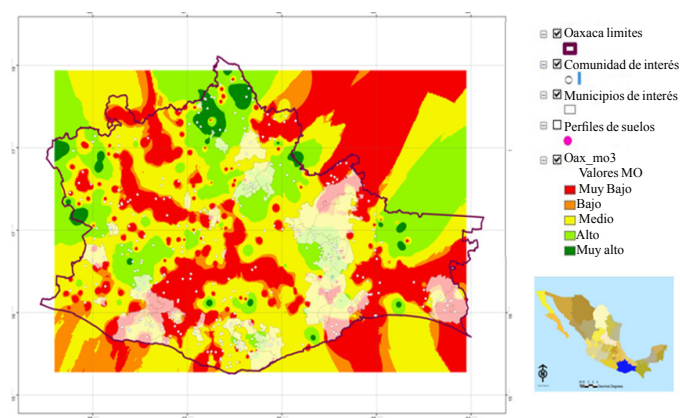 Oaxaca limites
Comunidad de interés
Municipios de interés
Perfiles de suelos
Oax_mo3
Valores MO
Muy Bajo
Bajo
Medio
Alto
Muy alto
N